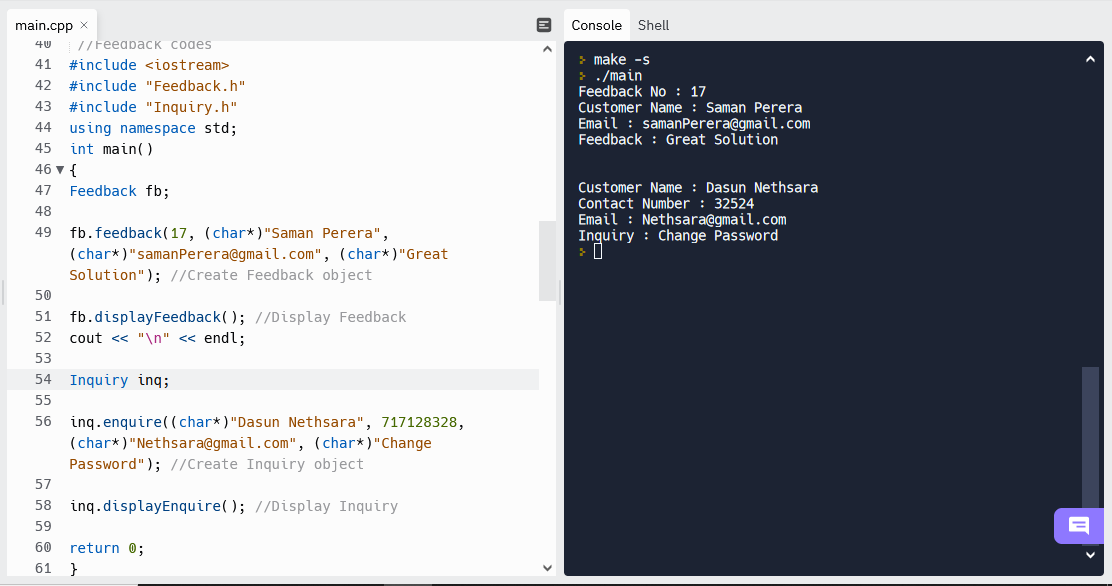 main.cpp ×
40 //Feedback codes
41 #include <iostream>
42 #include "Feedback.h"
43 #include "Inquiry.h"
44 using namespace std;
45 int main()
46 {
47 Feedback fb;
48
49 fb.feedback(17, (char*)"Saman Perera",
(char*)"samanPerera@gmail.com", (char*)"Great
Solution"); //Create Feedback object
50
51 fb.displayFeedback(); //Display Feedback
52 cout << "\n" << endl;
53
54 Inquiry inq;
55
56 inq.enquire((char*)"Dasun Nethsara", 717128328,
(char*)"Nethsara@gmail.com", (char*)"Change
Password"); //Create Inquiry object
57
58 inq.displayEnquire(); //Display Inquiry
59
60 return 0;
61 }
Console Shell
make -s
./main
Feedback No : 17
Customer Name : Saman Perera
Email : samanPerera@gmail.com
Feedback : Great Solution
Customer Name : Dasun Nethsara
Contact Number : 32524
Email : Nethsara@gmail.com
Inquiry : Change Password